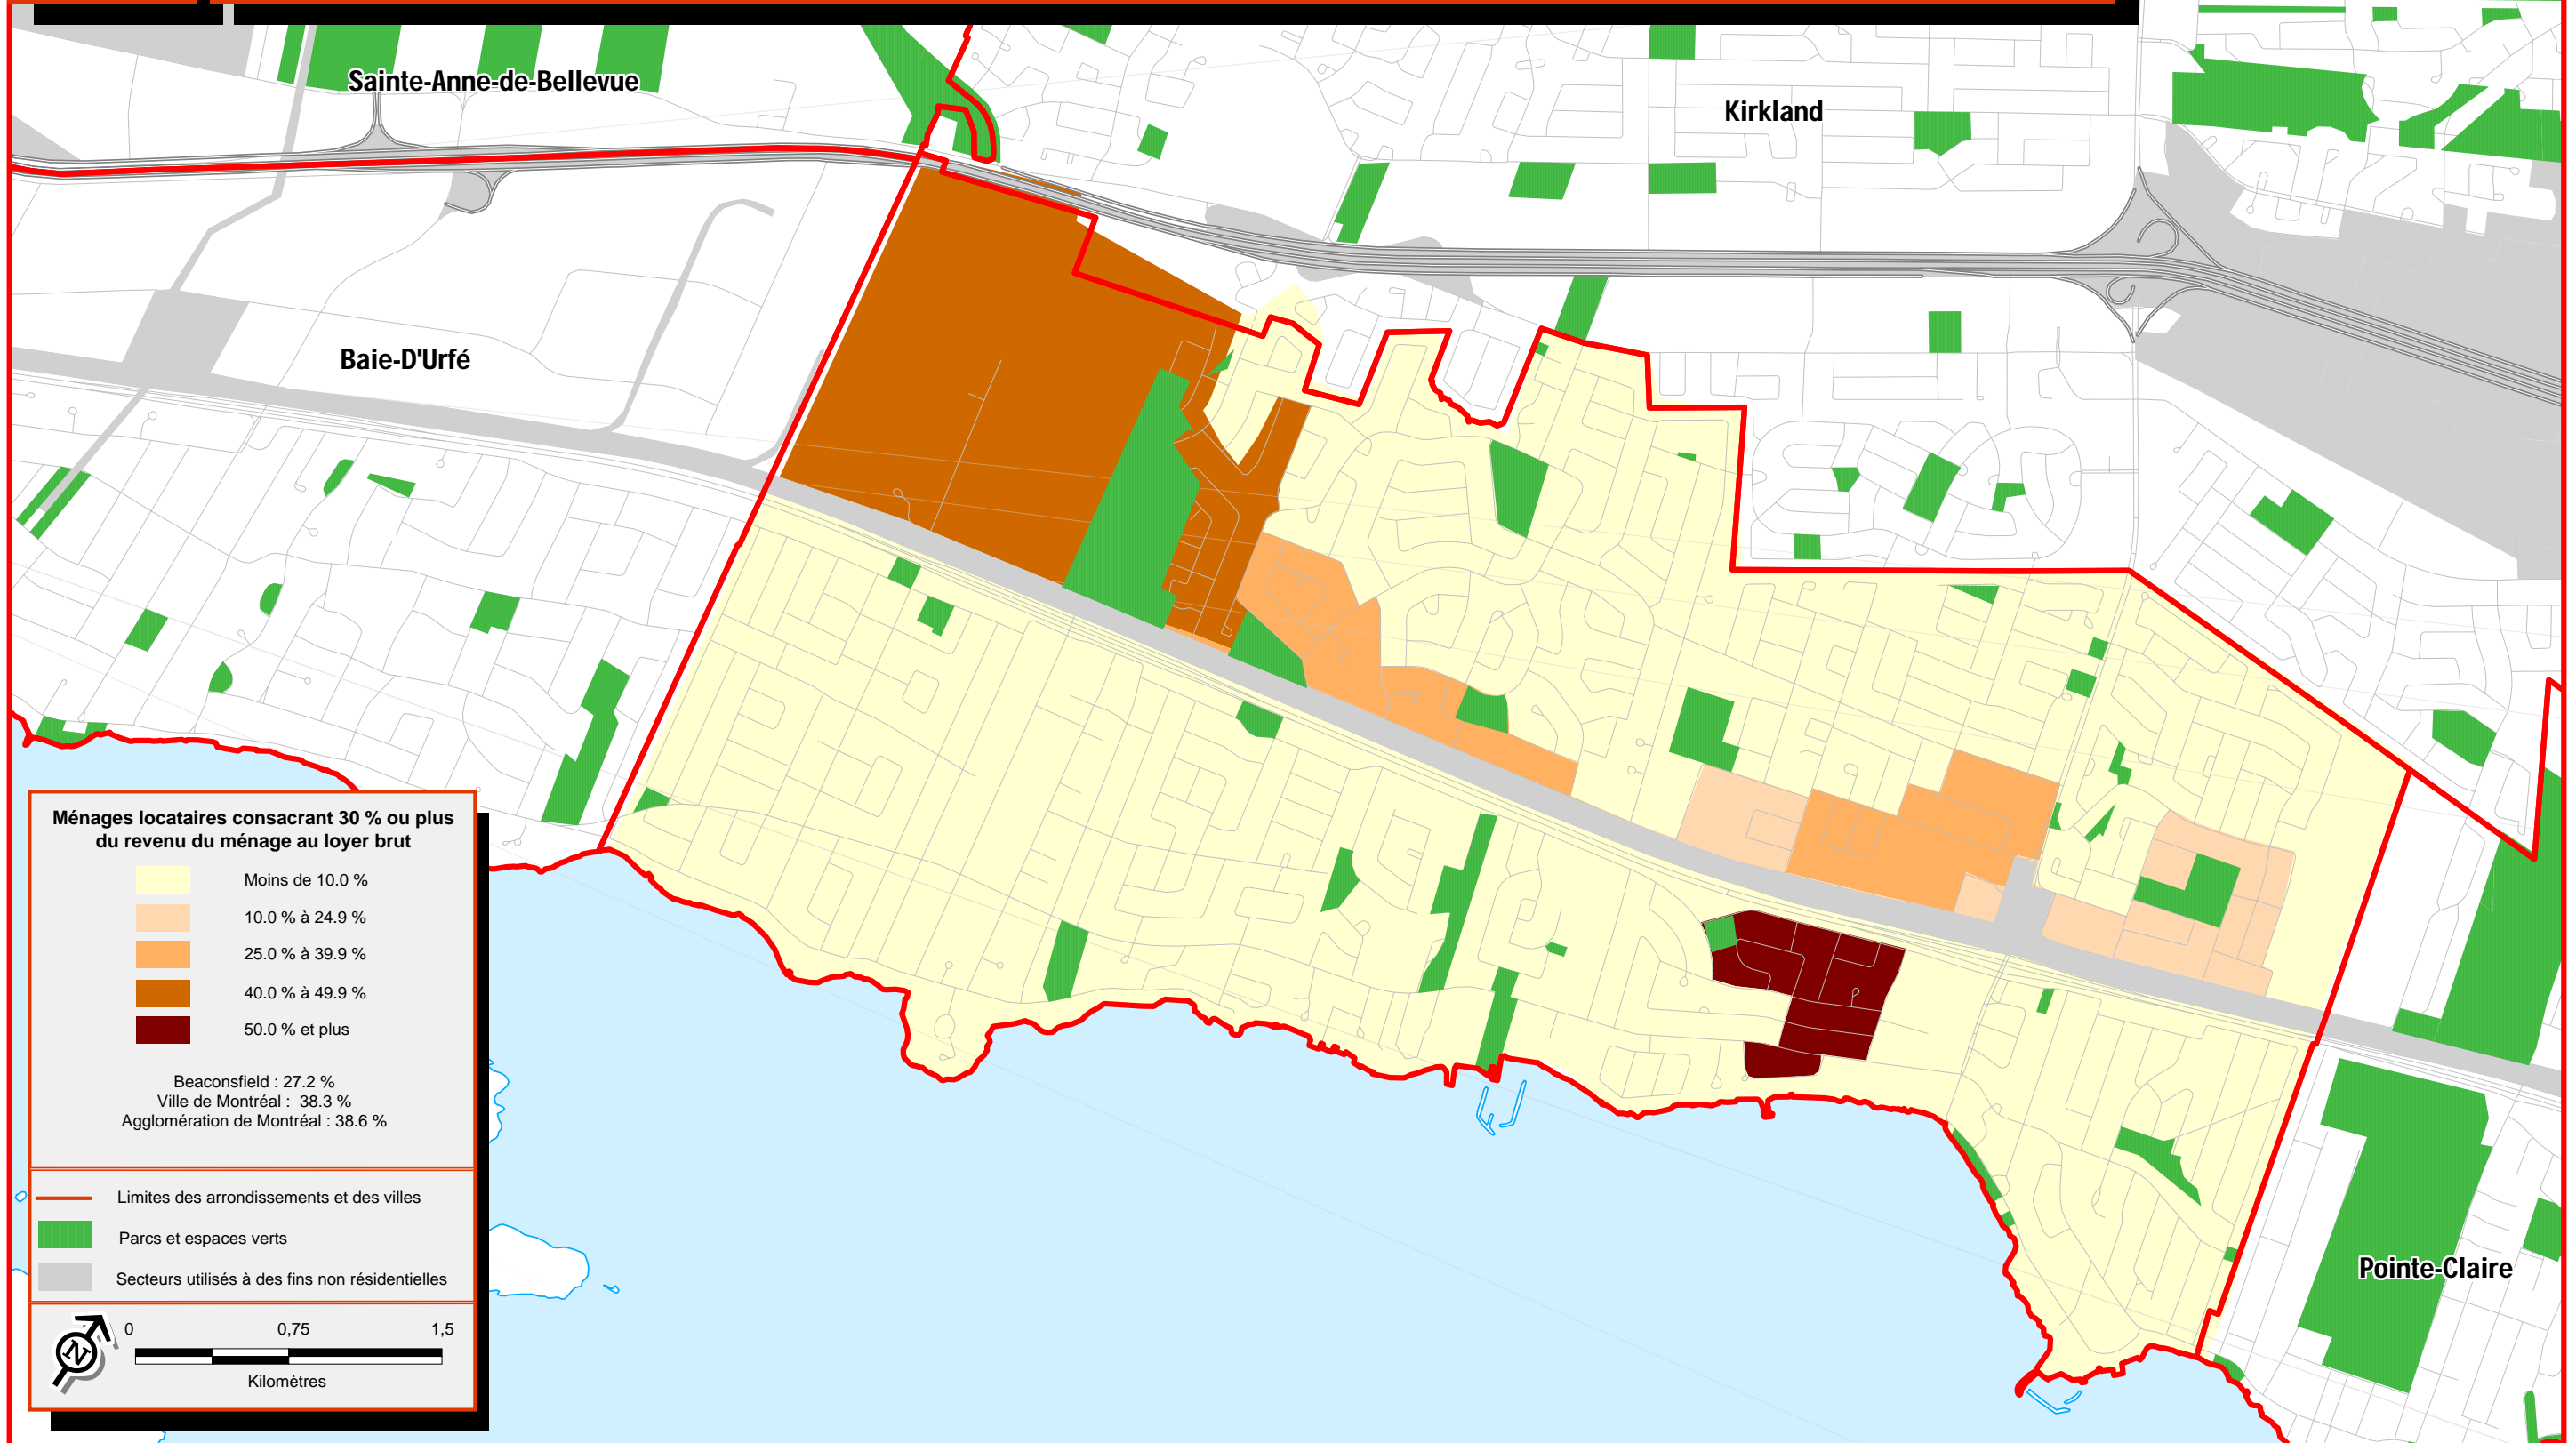 Sainte-Anne-de-Bellevue
Kirkland
Baie-D'Urfé
Ménages locataires consacrant 30 % ou plus
du revenu du ménage au loyer brut
Moins de 10.0 %
10.0 % à 24.9 %
25.0 % à 39.9 %
40.0 % à 49.9 %
50.0 % et plus
Beaconsfield : 27.2 %
Ville de Montréal : 38.3 %
Agglomération de Montréal : 38.6 %
Limites des arrondissements et des villes
Parcs et espaces verts
Secteurs utilisés à des fins non résidentielles
N
0 0,75 1,5
Kilomètres
Pointe-Claire